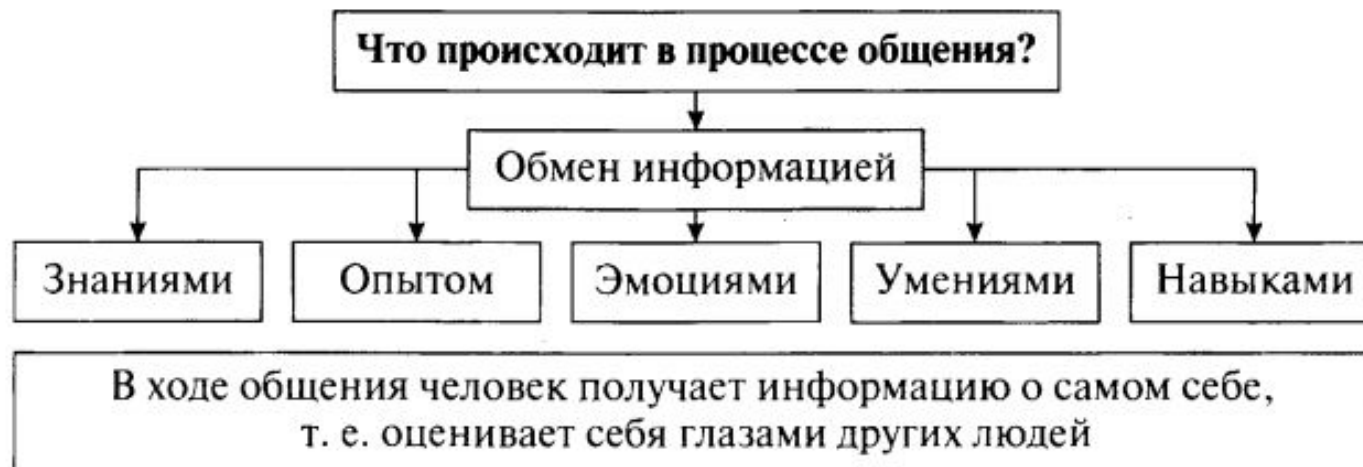 Что происходит в процессе общения?
Обмен информацией
Знаниями
Опытом
Эмоциями
Умениями
Навыками
В ходе общения человек получает информацию о самом себе,
т. е. оценивает себя глазами других людей